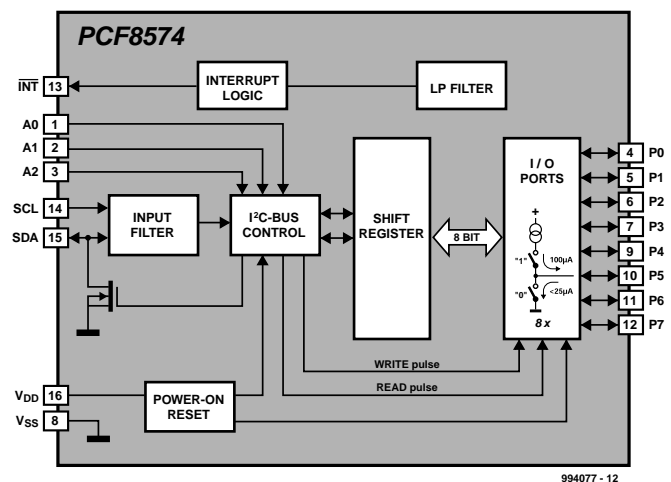 PCF8574
INT 13
INTERRUPT
LOGIC
LP FILTER
A0 1
A1 2
A2 3
SCL 14
SDA 15
INPUT
FILTER
I²C-BUS
CONTROL
SHIFT
REGISTER
8 BIT
I / O
PORTS
+
"1"
100µA
"0"
<25µA
8 x
4 P0
5 P1
6 P2
7 P3
9 P4
10 P5
11 P6
12 P7
WRITE pulse
READ pulse
VDD 16
VSS 8
POWER-ON
RESET
994077 - 12